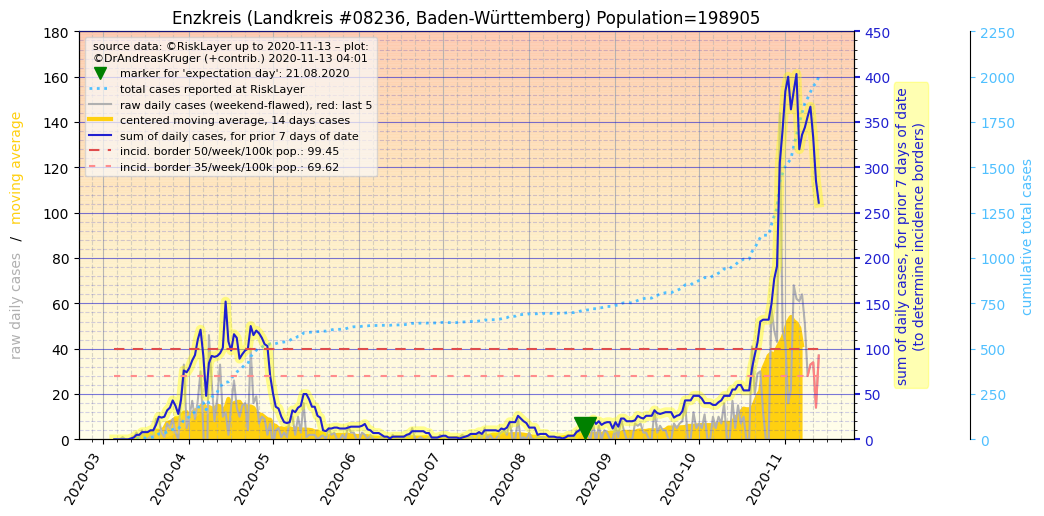 Enzkreis (Landkreis #08236, Baden-Württemberg) Population=198905
source data: ©RiskLayer up to 2020-11-13 – plot:
©DrAndreasKruger (+contrib.) 2020-11-13 04:01
marker for 'expectation day': 21.08.2020
total cases reported at RiskLayer
raw daily cases (weekend-flawed), red: last 5
centered moving average, 14 days cases
sum of daily cases, for prior 7 days of date
incid. border 50/week/100k pop.: 99.45
incid. border 35/week/100k pop.: 69.62
raw daily cases / moving average
180
160
140
120
100
80
60
40
20
0
2020-03
2020-04
2020-05
2020-06
2020-07
2020-08
2020-09
2020-10
2020-11
450
400
350
300
250
200
150
100
50
0
sum of daily cases, for prior 7 days of date
(to determine incidence borders)
2250
2000
1750
1500
1250
1000
750
500
250
0
cumulative total cases